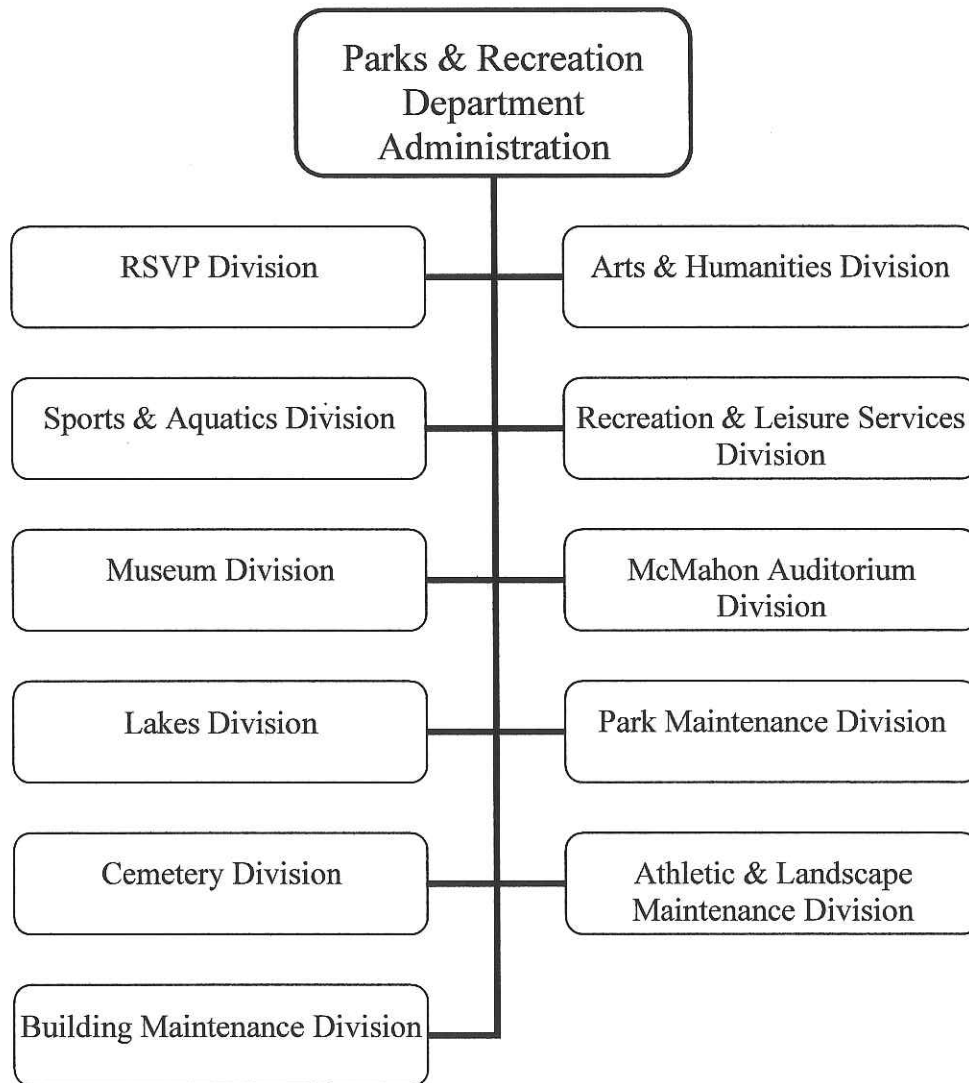 Parks & Recreation
Department
Administration
RSVP Division
Arts & Humanities Division
Sports & Aquatics Division
Recreation & Leisure Services
Division
Museum Division
McMahon Auditorium
Division
Lakes Division
Park Maintenance Division
Cemetery Division
Athletic & Landscape
Maintenance Division
Building Maintenance Division